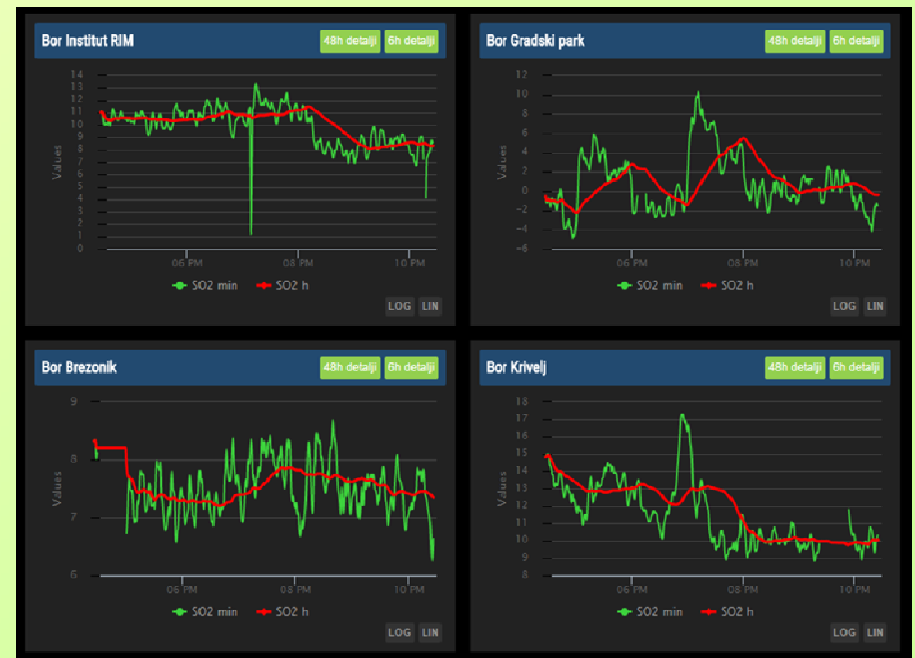 Bor Institut RIM
48h detalji 6h detalji
Values
14
13
12
11
10
9
8
7
6
5
4
3
2
1
0
06 PM 08 PM 10 PM
SO2 min SO2 h
LOG LIN
Bor Gradski park
48h detalji 6h detalji
Values
12
10
8
6
4
2
0
−2
−4
−6
06 PM 08 PM 10 PM
SO2 min SO2 h
LOG LIN
Bor Brezonik
48h detalji 6h detalji
Values
9
8
7
6
06 PM 08 PM 10 PM
SO2 min SO2 h
LOG LIN
Bor Krivelj
48h detalji 6h detalji
Values
18
17
16
15
14
13
12
11
10
9
8
06 PM 08 PM 10 PM
SO2 min SO2 h
LOG LIN